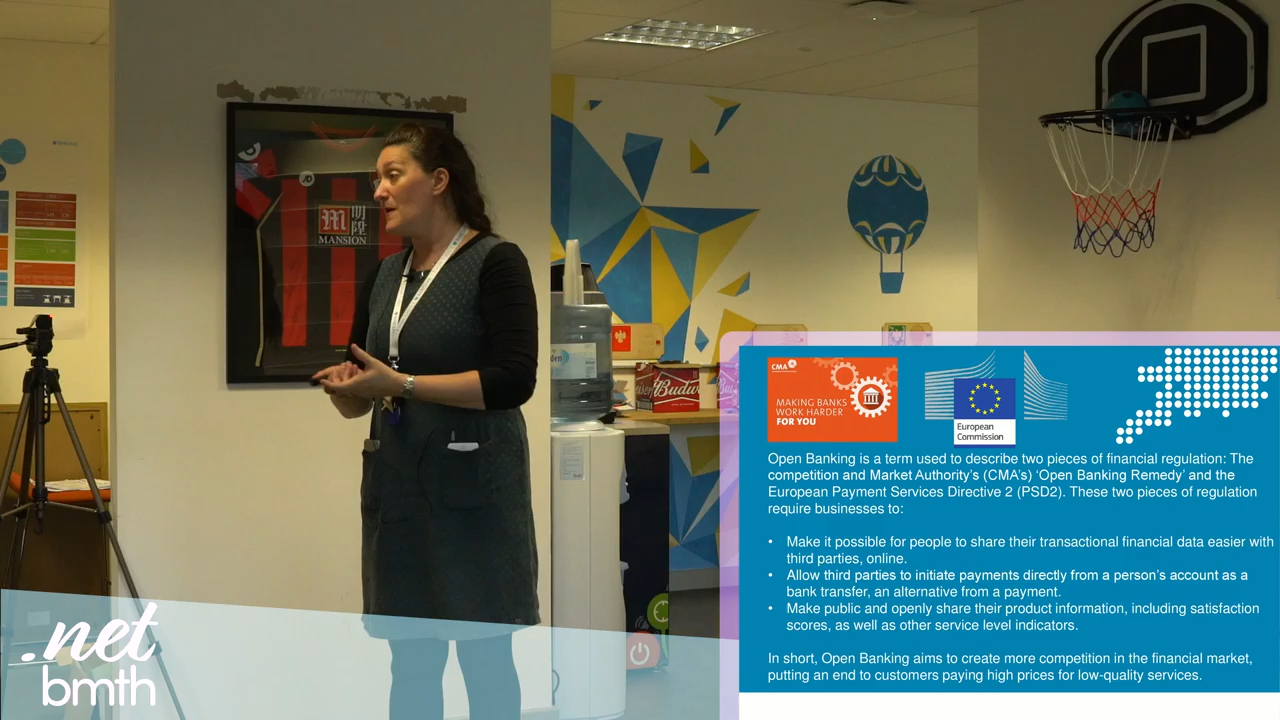 M
明
陞
MANSION
Budw
CMA
MAKING BANKS
WORK HARDER
FOR YOU
European
Commission
Open Banking is a term used to describe two pieces of financial regulation: The
competition and Market Authority's (CMA's) 'Open Banking Remedy' and the
European Payment Services Directive 2 (PSD2). These two pieces of regulation
require businesses to:
• Make it possible for people to share their transactional financial data easier with
third parties, online.
• Allow third parties to initiate payments directly from a person's account as a
bank transfer, an alternative from a payment.
• Make public and openly share their product information, including satisfaction
scores, as well as other service level indicators.
In short, Open Banking aims to create more competition in the financial market,
putting an end to customers paying high prices for low-quality services.
.net
bmth